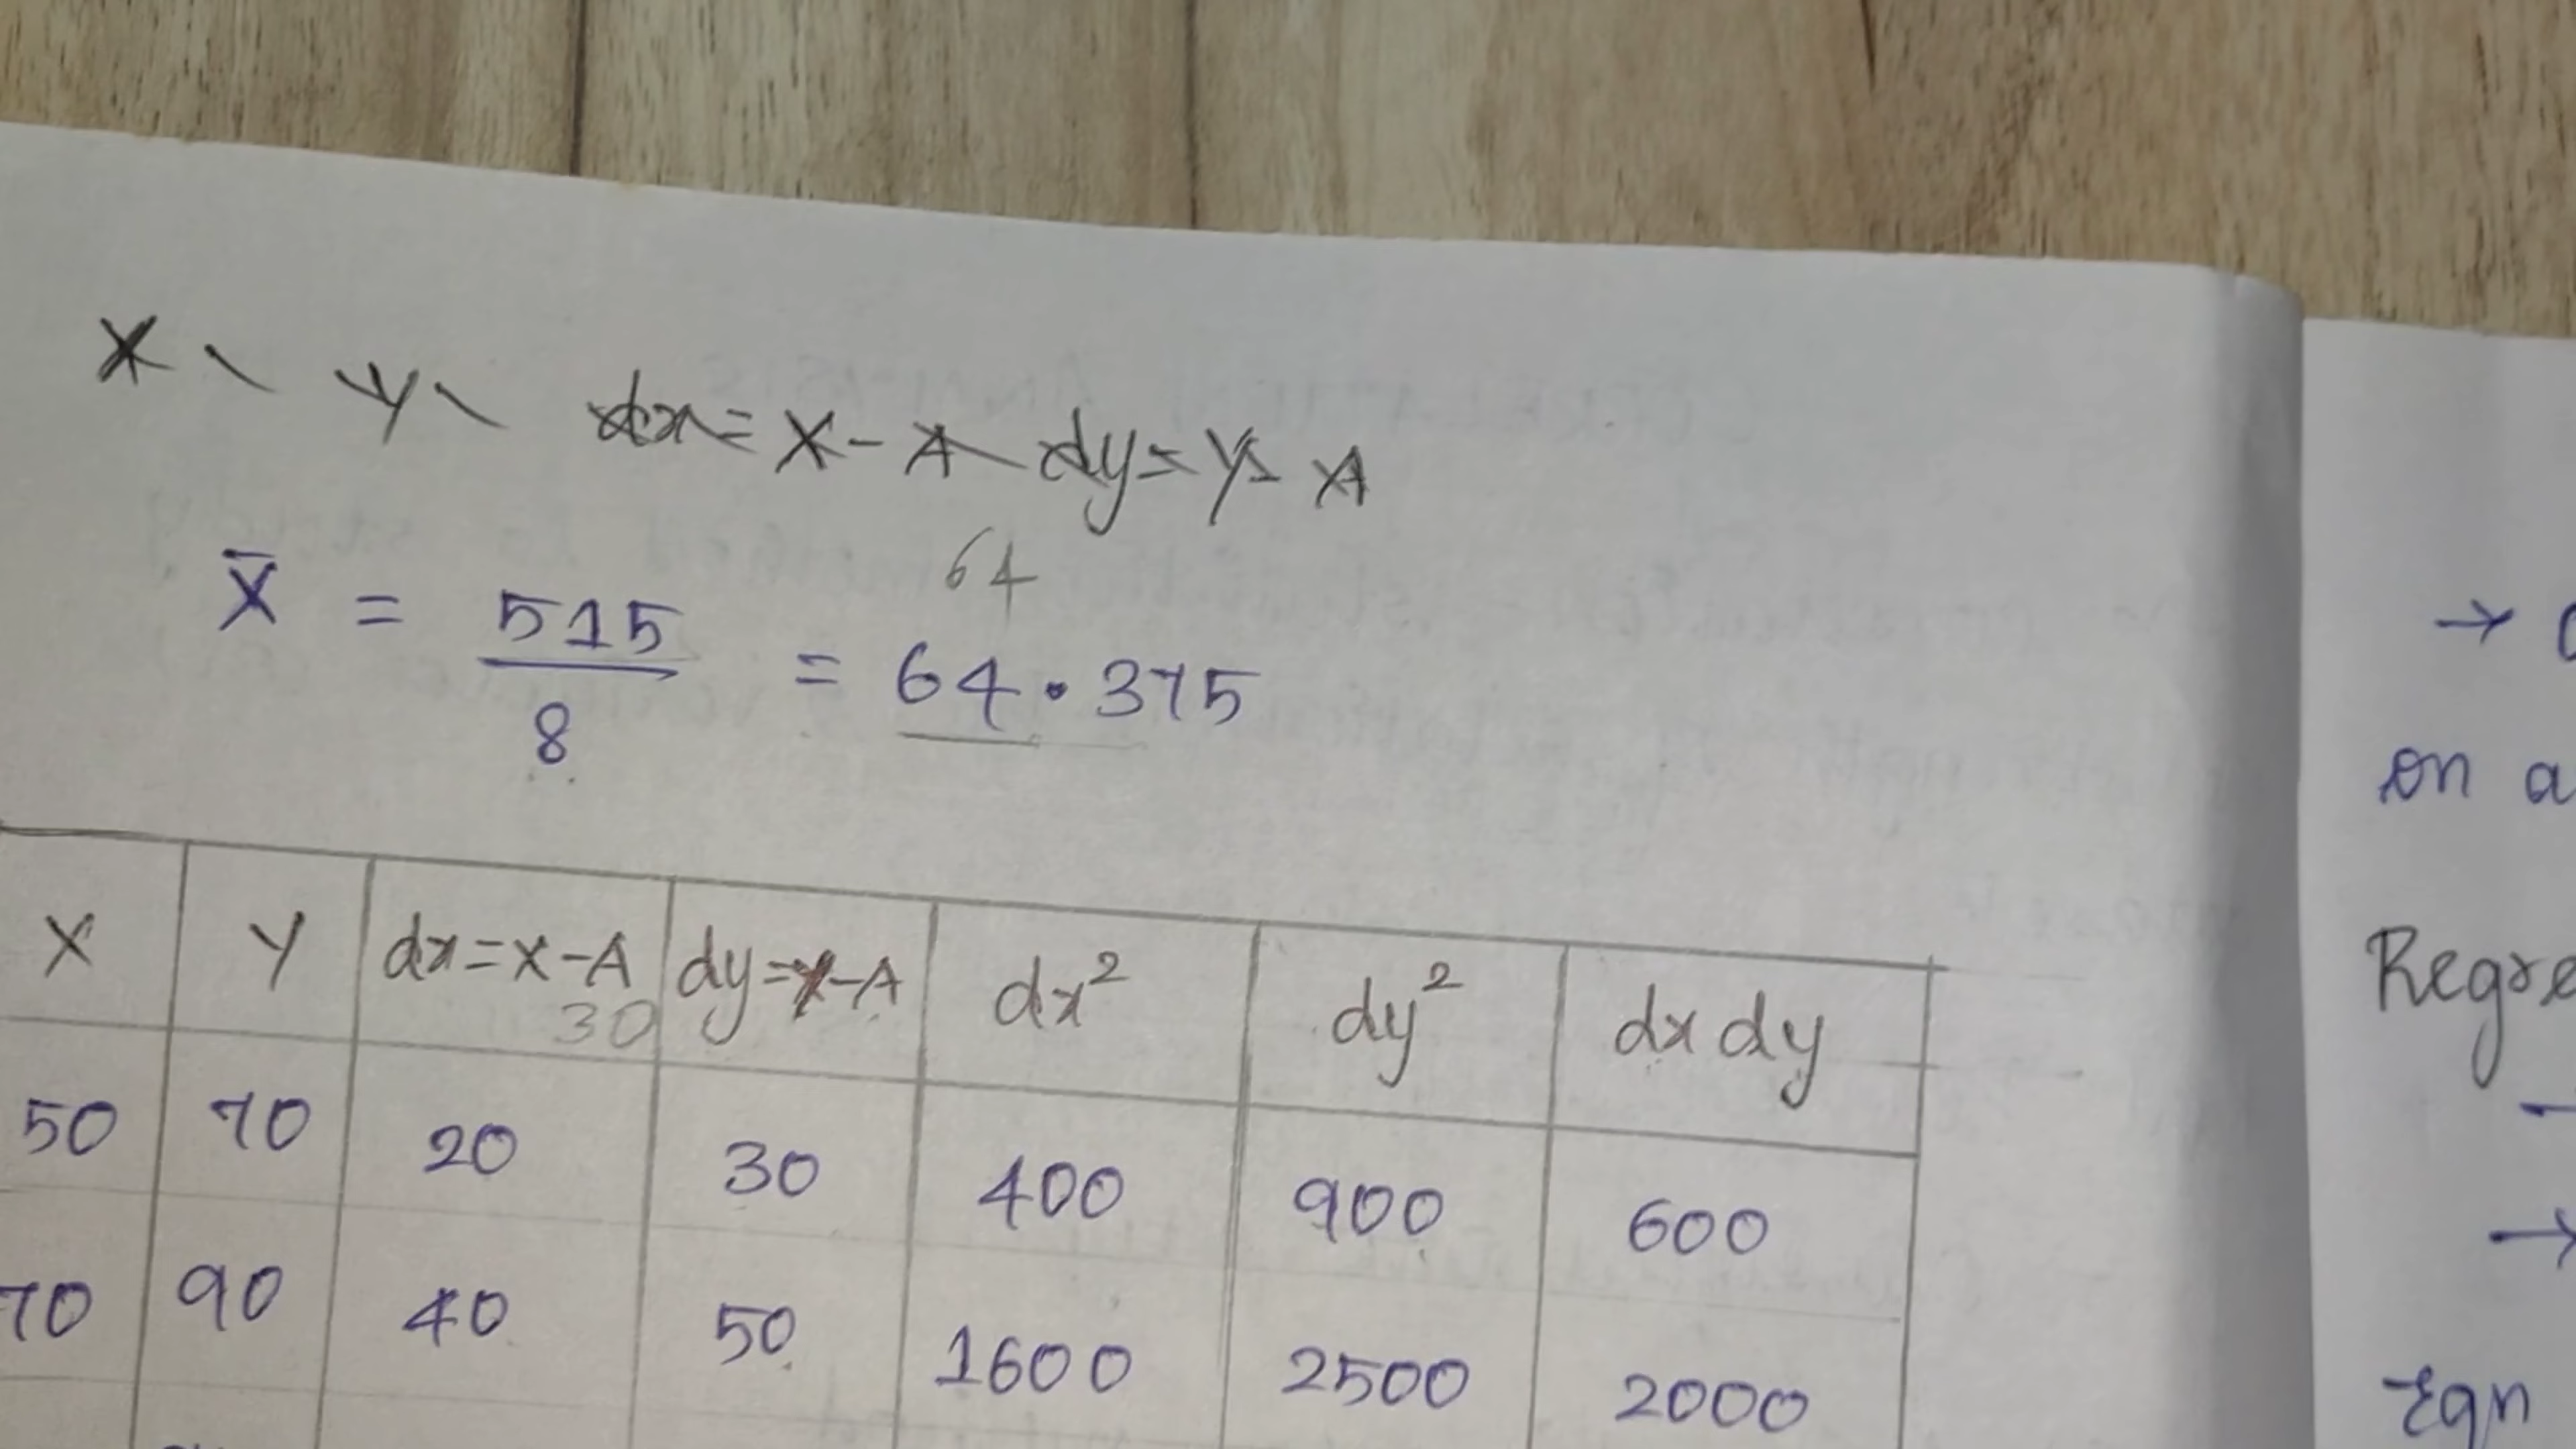 X Y dx = X - A dy = Y - A
64
X̄ = 515/8 = 64.375
X Y dx=X-A dy=Y-A dx² dy² dxdy
30
50 70 20 30 400 900 600
70 90 40 50 1600 2500 2000
→
on a
Regre
→
Eqn